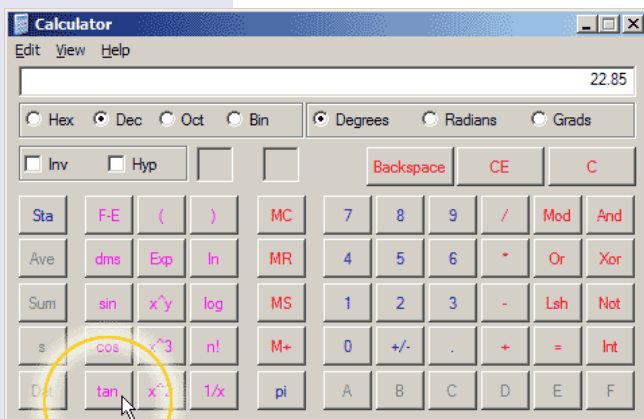 Calculator
Edit View Help
22.85
Hex Dec Oct Bin Degrees Radians Grads
Inv Hyp Backspace CE C
Sta F-E ( ) MC 7 8 9 / Mod And
Ave dms Exp ln MR 4 5 6 * Or Xor
Sum sin x^y log MS 1 2 3 - Lsh Not
s cos x^3 n! M+ 0 +/- . + = Int
Dat tan x^2 1/x pi A B C D E F